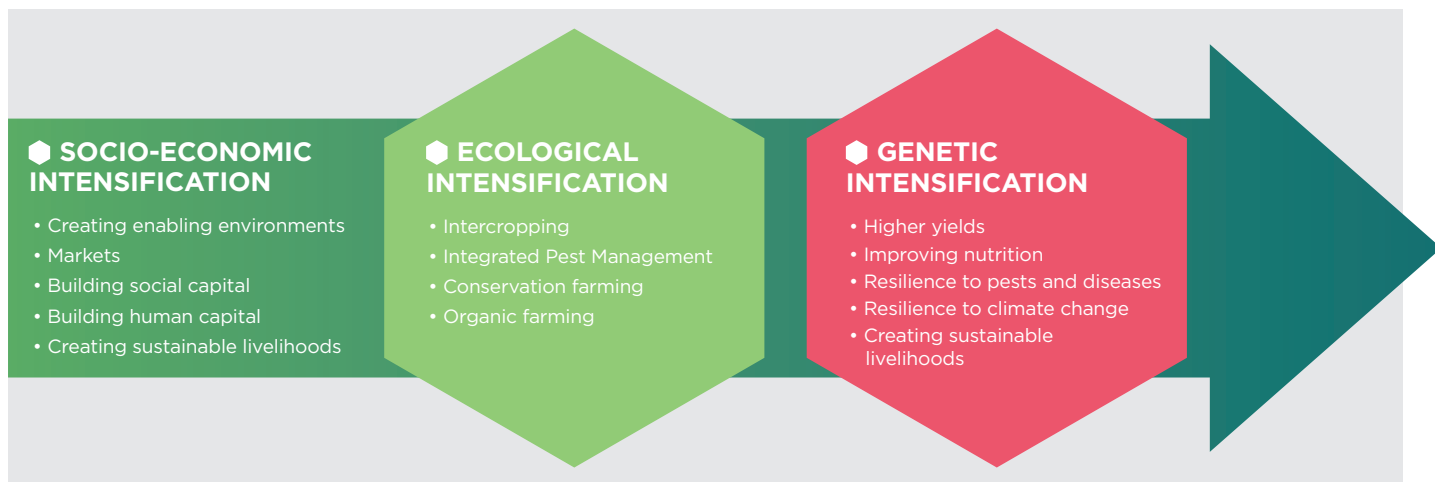 SOCIO-ECONOMIC
INTENSIFICATION
• Creating enabling environments
• Markets
• Building social capital
• Building human capital
• Creating sustainable livelihoods
ECOLOGICAL
INTENSIFICATION
• Intercropping
• Integrated Pest Management
• Conservation farming
• Organic farming
GENETIC
INTENSIFICATION
• Higher yields
• Improving nutrition
• Resilience to pests and diseases
• Resilience to climate change
• Creating sustainable
livelihoods